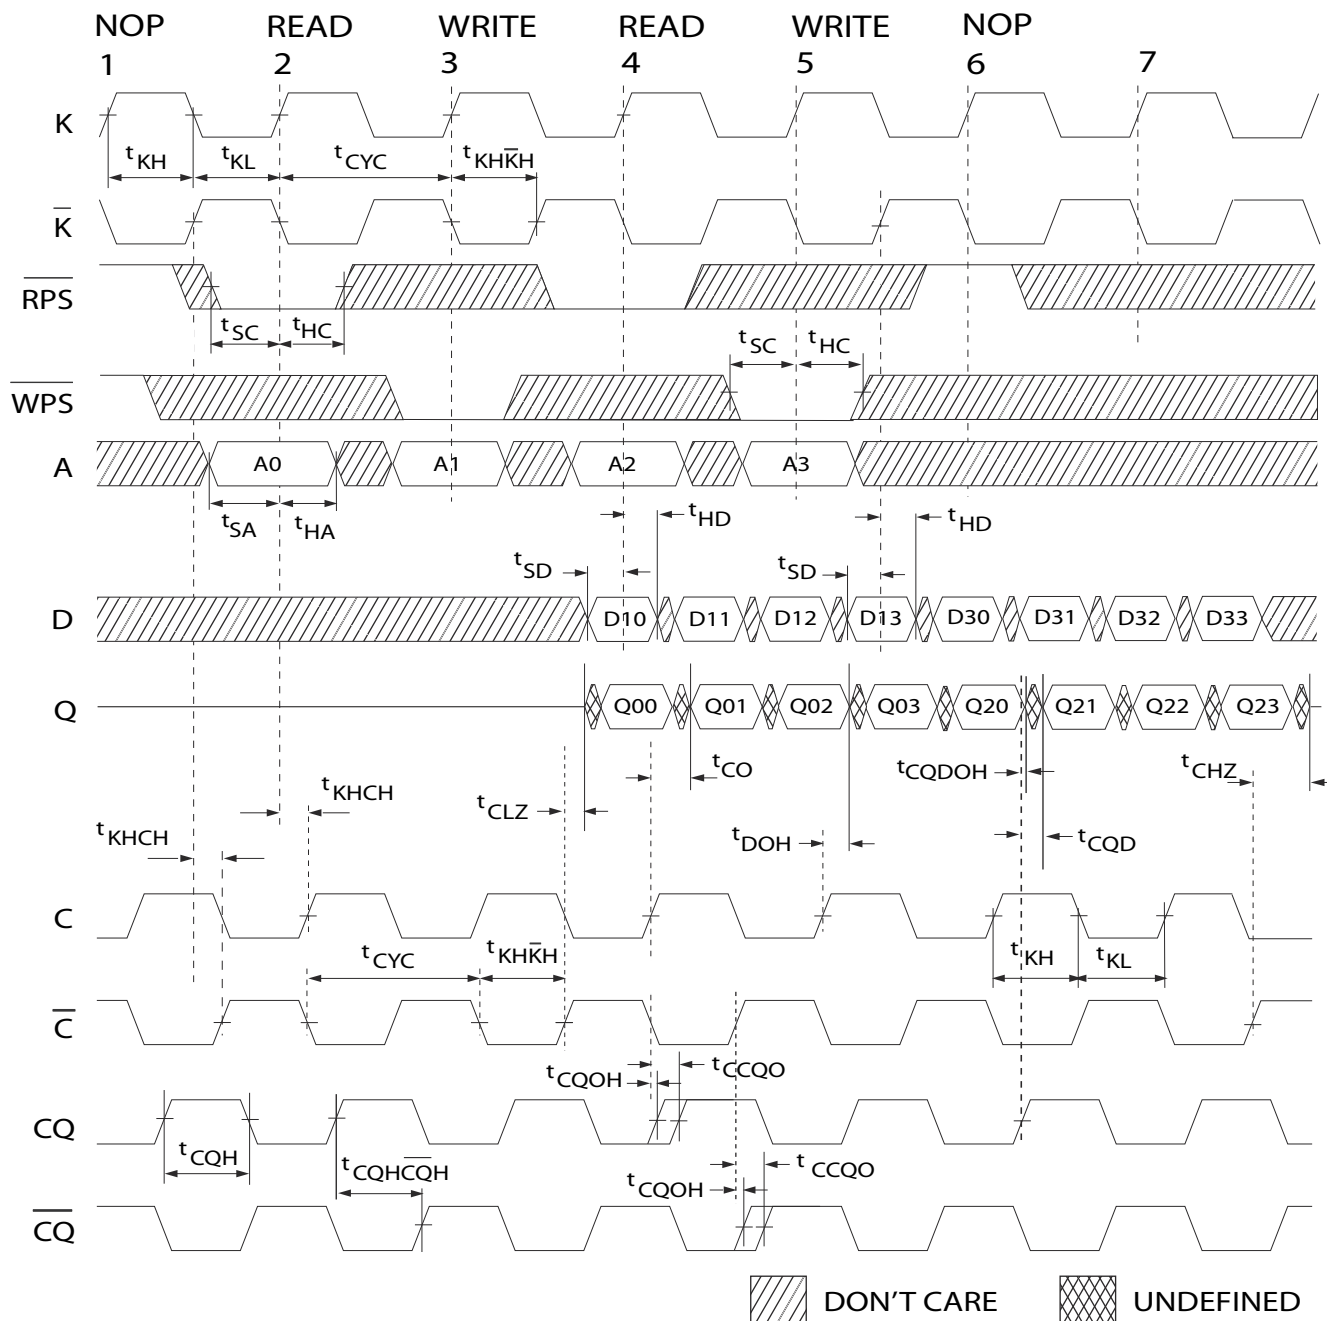 NOP READ WRITE READ WRITE NOP
1 2 3 4 5 6 7
K
tKH tKL tCYC tKHK̅H
K̅
R̅P̅S̅
tSC tHC
tSC tHC
W̅P̅S̅
A A0 A1 A2 A3
tSA tHA
tHD tHD
tSD tSD
D D10 D11 D12 D13 D30 D31 D32 D33
Q Q00 Q01 Q02 Q03 Q20 Q21 Q22 Q23
tCO tCQDOH tCHZ
tKHCH tCLZ
tKHCH tDOH tCQD
C
tCYC tKHK̅H tKH tKL
C̅
tCQOH tCCQO
CQ
tCQH tCQHC̅Q̅H tCQOH tCCQO
C̅Q̅
DON'T CARE UNDEFINED